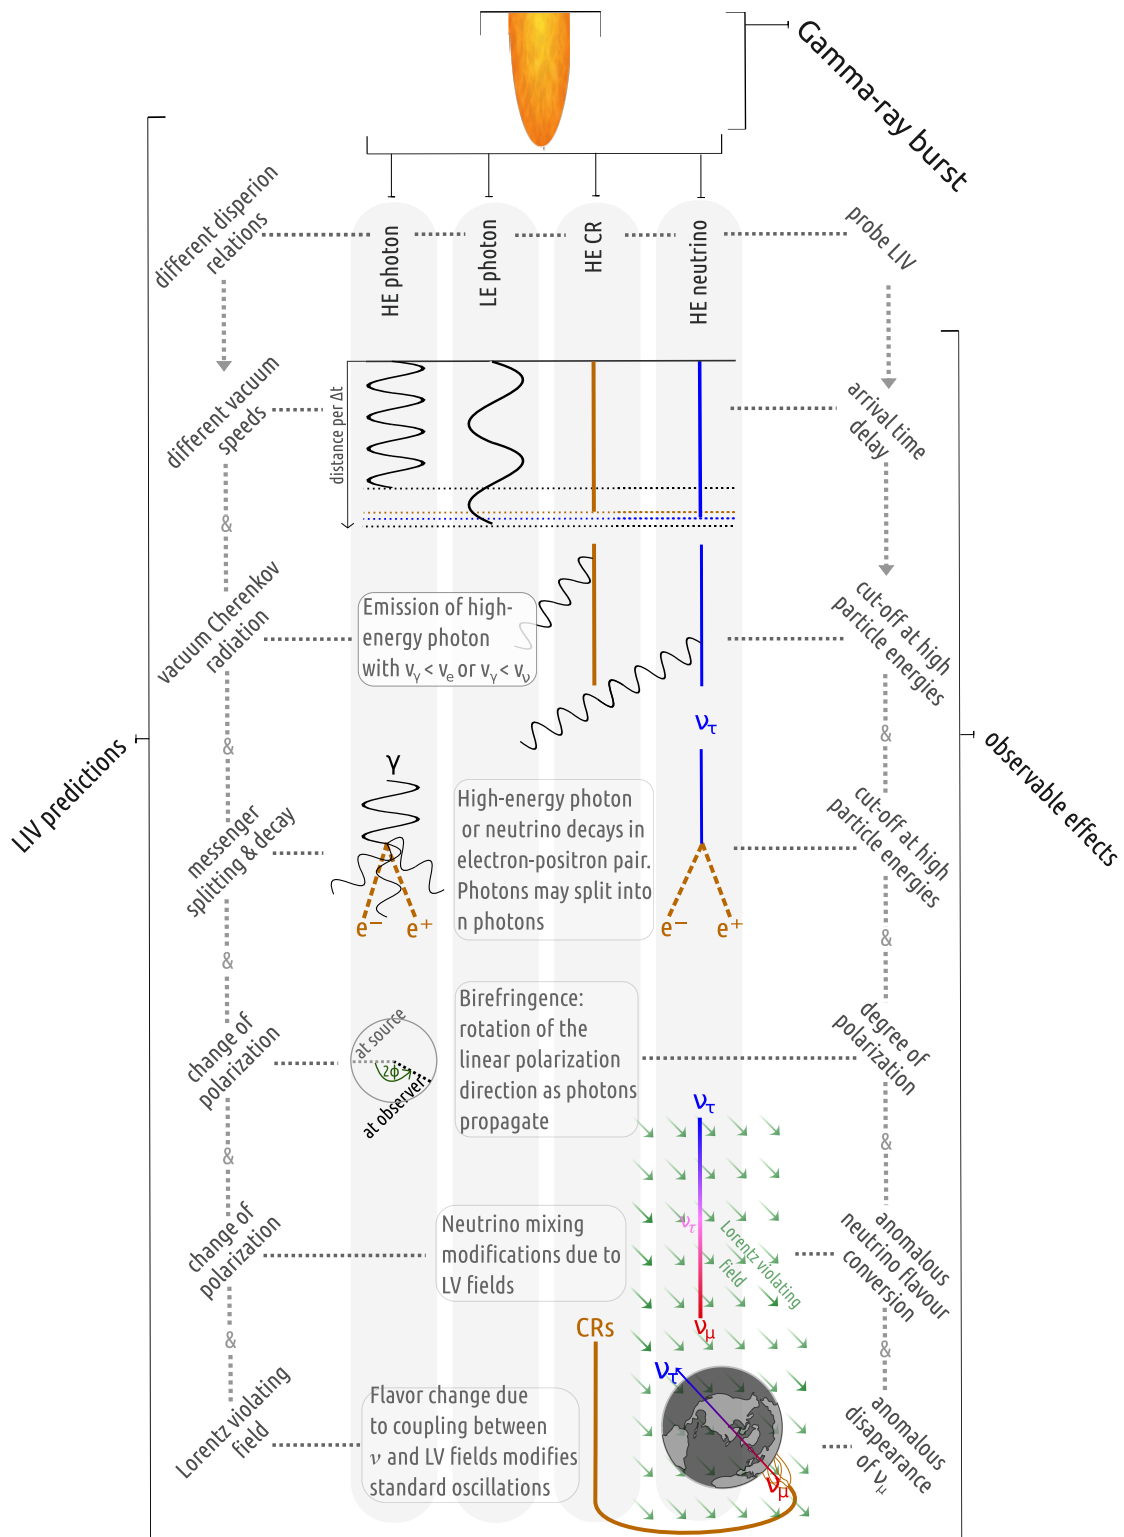 Gamma-ray burst
different disperion
relations
HE photon
LE photon
HE CR
HE neutrino
probe LIV
different vacuum
speeds
distance per Δt
arrival time
delay
&
vacuum Cherenkov
radiation
Emission of high-
energy photon
with vγ < ve or vγ < vν
cut-off at high
particle energies
ντ
&
&
LIV predictions
observable effects
γ
messenger
splitting & decay
High-energy photon
or neutrino decays in
electron-positron pair.
Photons may split into
n photons
e⁻ e⁺
e⁻ e⁺
cut-off at high
particle energies
&
&
change of
polarization
at source
2ϕ
at observer
Birefringence:
rotation of the
linear polarization
direction as photons
propagate
degree of
polarization
ντ
&
&
change of
polarization
Neutrino mixing
modifications due to
LV fields
ντ
Lorentz violating
field
anomalous
neutrino flavour
conversion
νμ
CRs
&
&
Lorentz violating
field
Flavor change due
to coupling between
ν and LV fields modifies
standard oscillations
ντ
νμ
anomalous
disapearance
of νμ